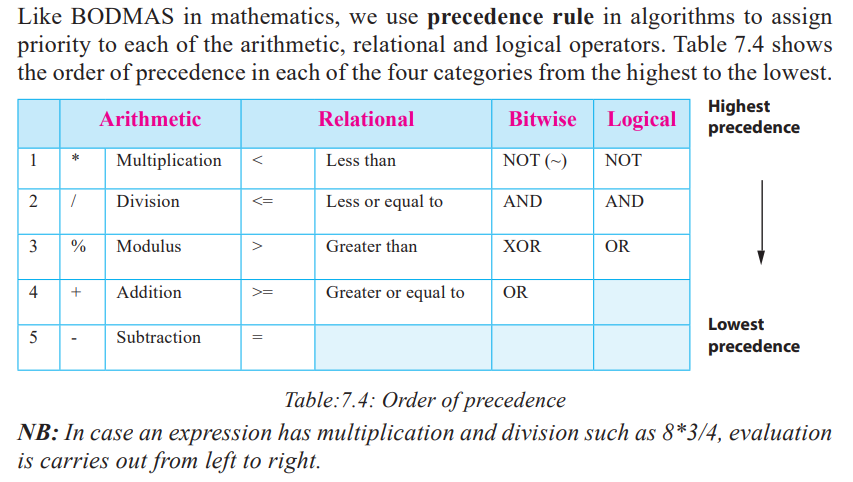 Like BODMAS in mathematics, we use precedence rule in algorithms to assign
priority to each of the arithmetic, relational and logical operators. Table 7.4 shows
the order of precedence in each of the four categories from the highest to the lowest.
Arithmetic Relational Bitwise Logical
1 * Multiplication < Less than NOT (~) NOT
2 / Division <= Less or equal to AND AND
3 % Modulus > Greater than XOR OR
4 + Addition >= Greater or equal to OR
5 - Subtraction =
Highest
precedence
Lowest
precedence
Table:7.4: Order of precedence
NB: In case an expression has multiplication and division such as 8*3/4, evaluation
is carries out from left to right.